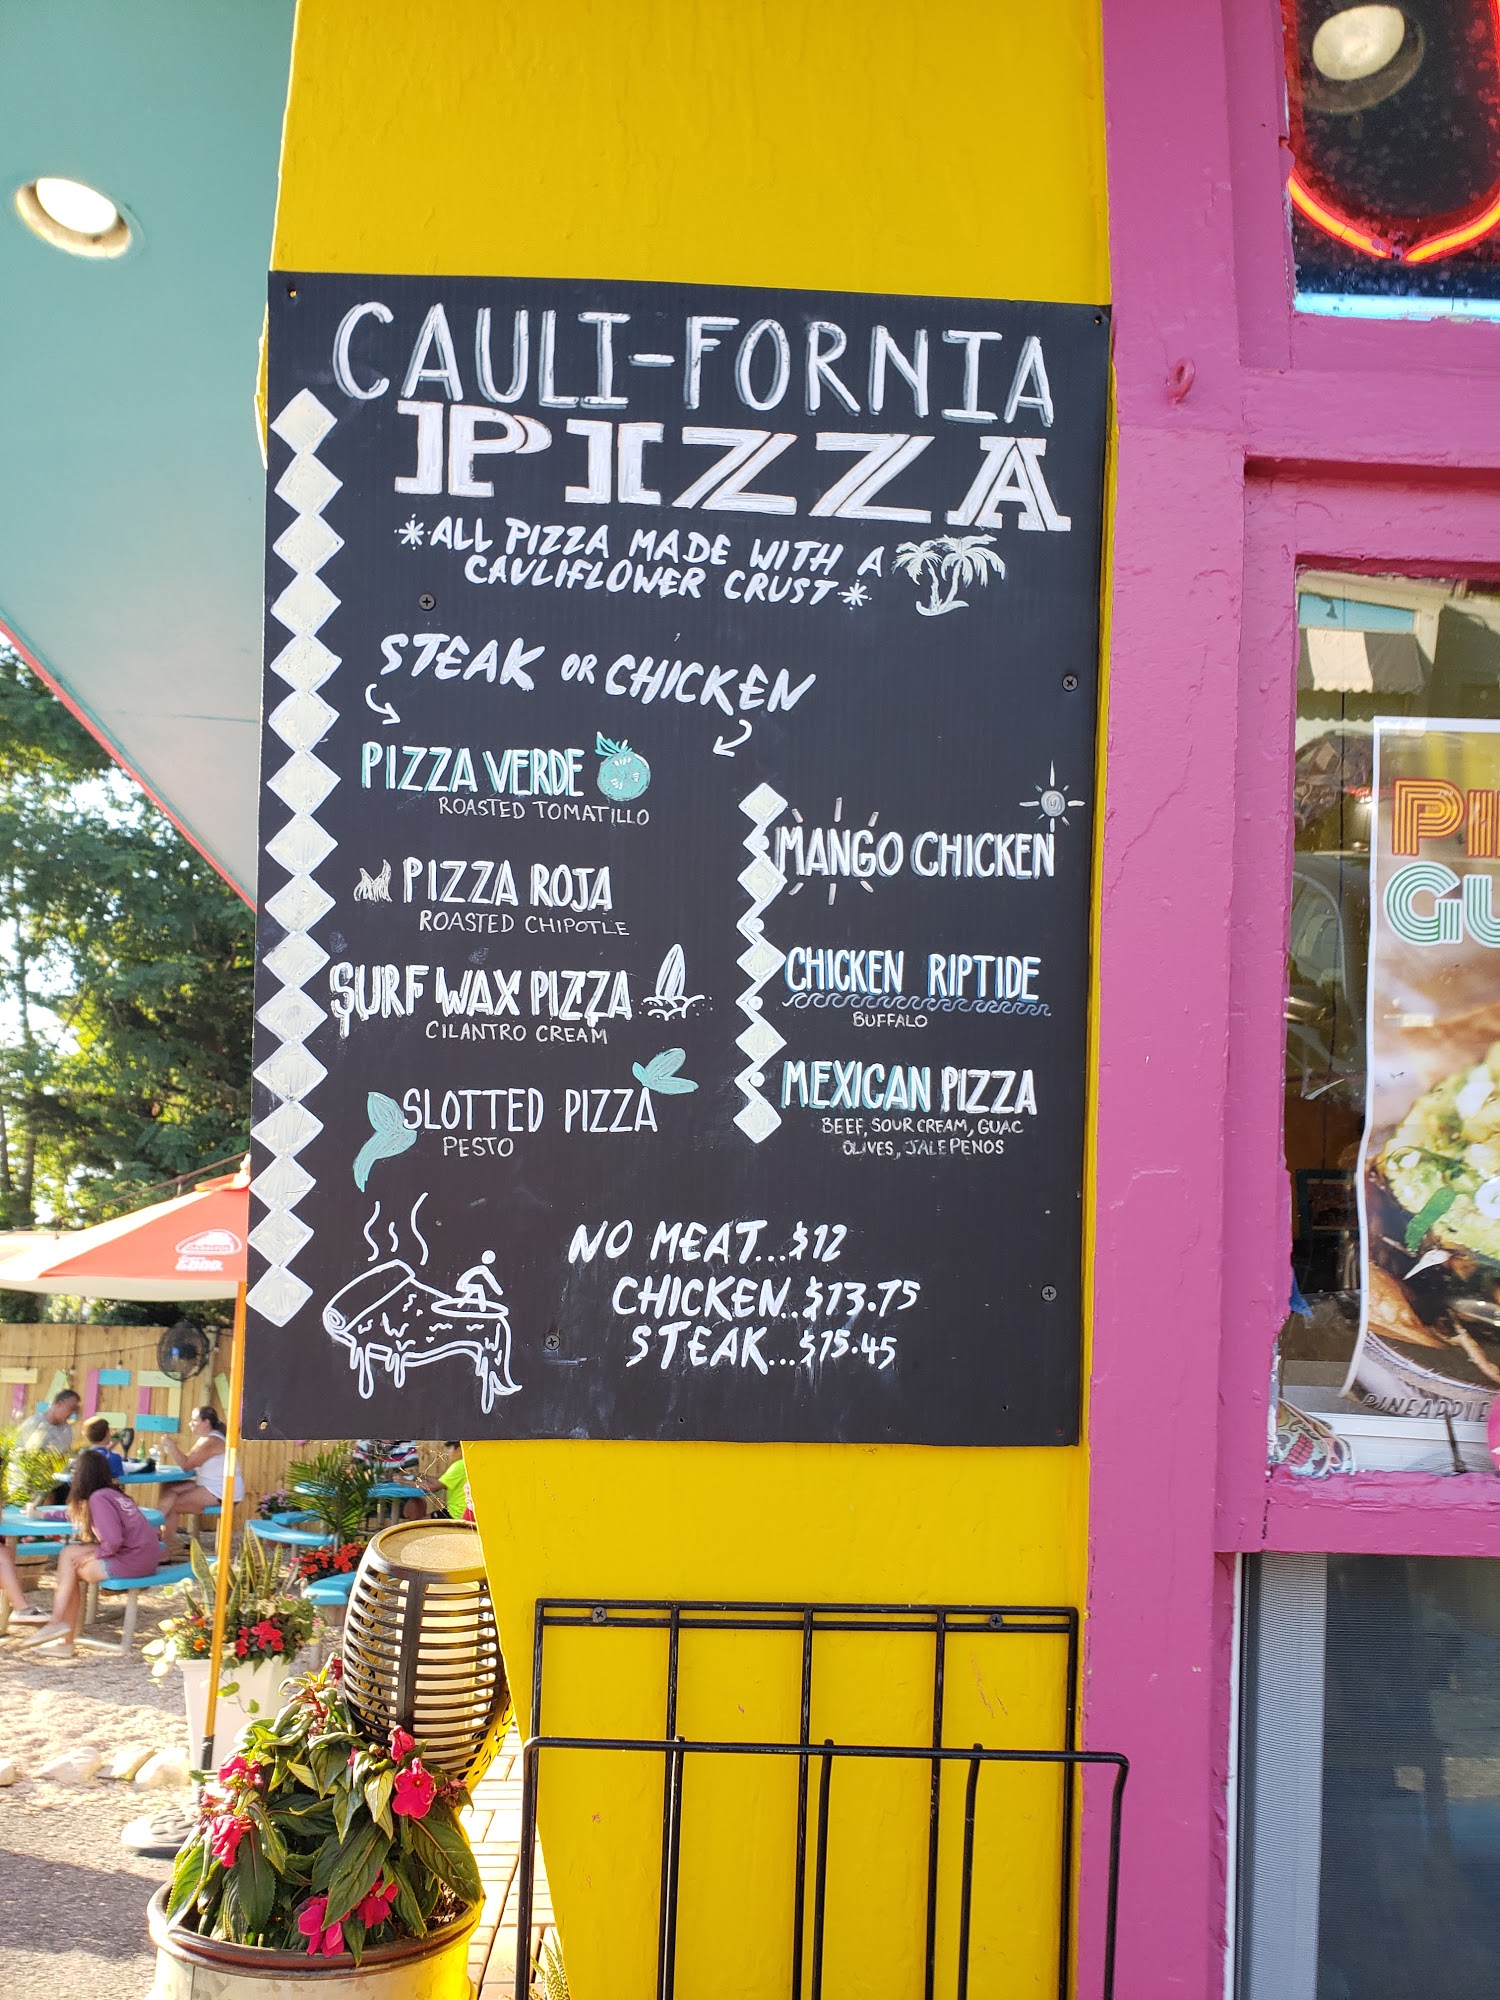 CAULI-FORNIA
PIZZA
*ALL PIZZA MADE WITH A
CAULIFLOWER CRUST*
STEAK OR CHICKEN
PIZZA VERDE
ROASTED TOMATILLO
PIZZA ROJA
ROASTED CHIPOTLE
SURF WAX PIZZA
CILANTRO CREAM
SLOTTED PIZZA
PESTO
MANGO CHICKEN
CHICKEN RIPTIDE
BUFFALO
MEXICAN PIZZA
BEEF, SOUR CREAM, GUAC
OLIVES, JALEPENOS
NO MEAT...$12
CHICKEN..$13.75
STEAK...$15.45
PINEAPPLE